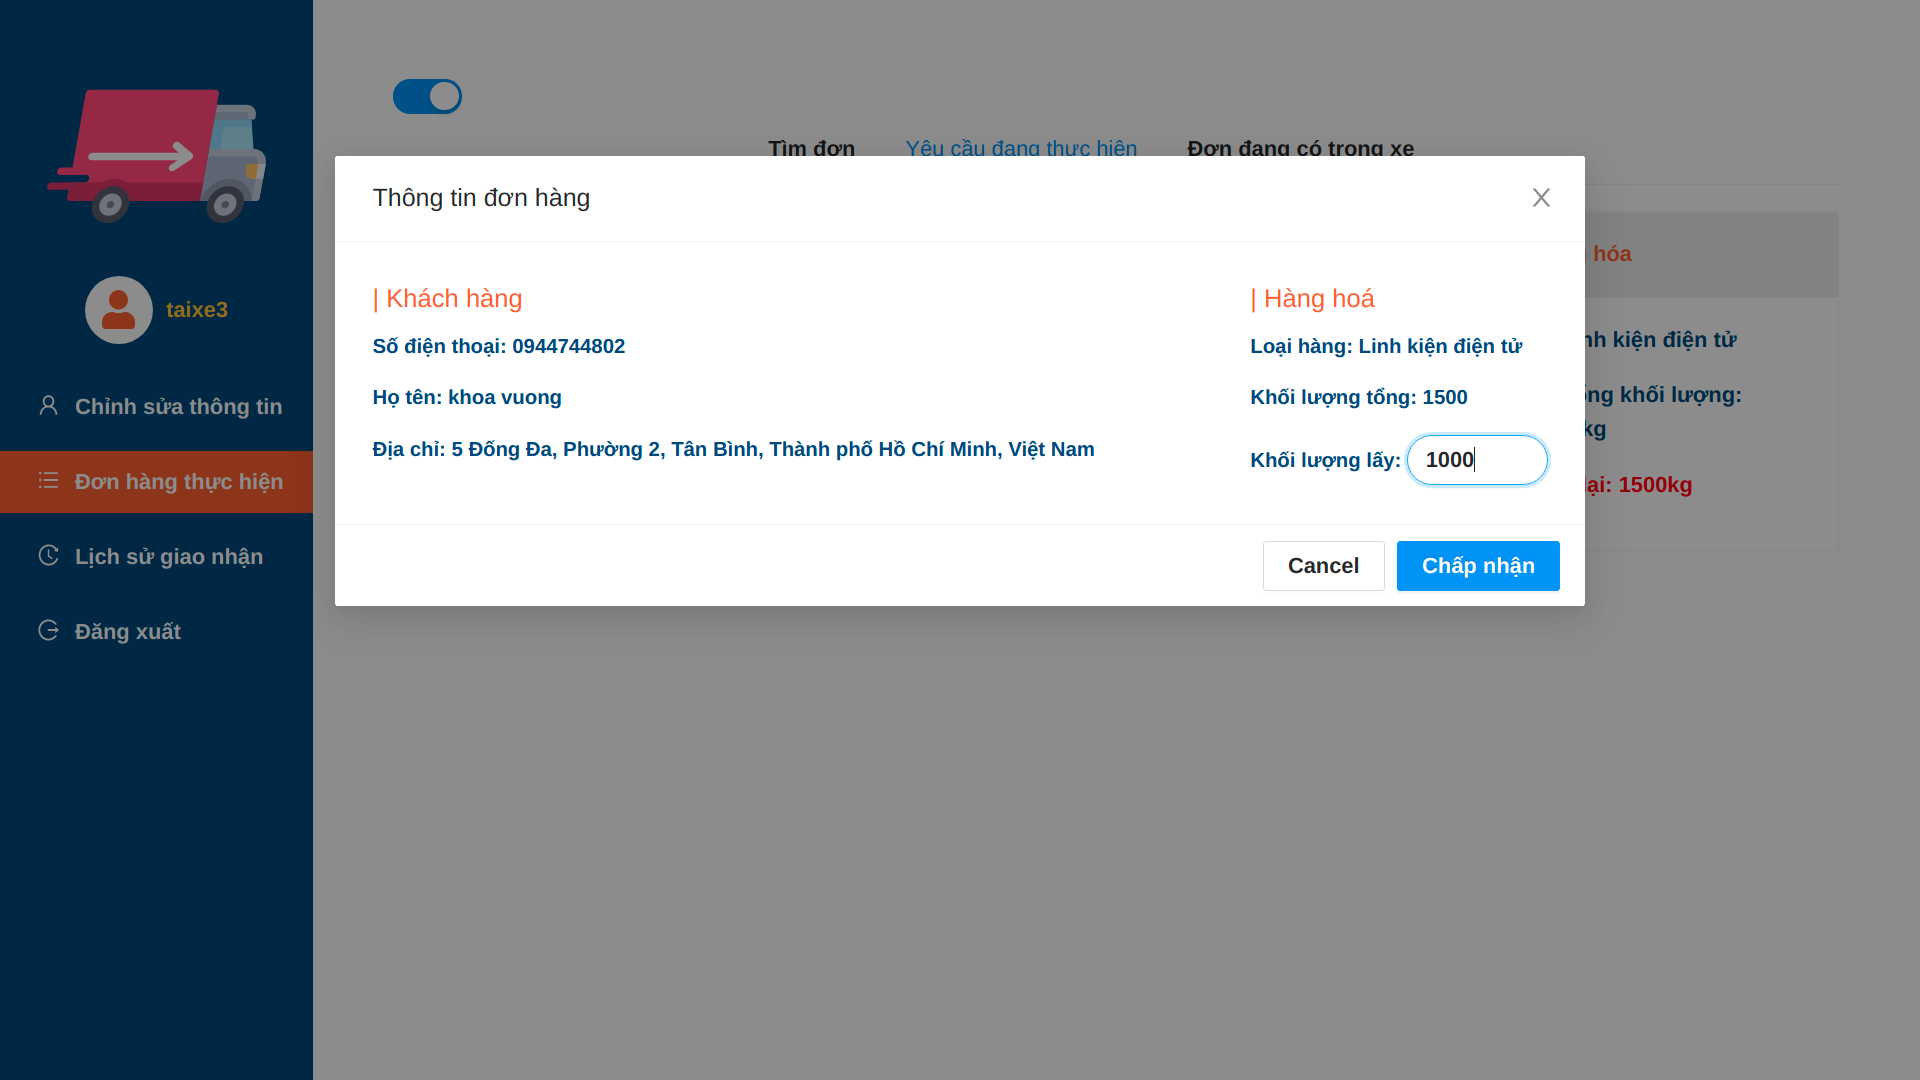 taixe3
Chỉnh sửa thông tin
Đơn hàng thực hiện
Lịch sử giao nhận
Đăng xuất
Tìm đơn
Yêu cầu đang thực hiện
Đơn đang có trong xe
Thông tin đơn hàng
| Khách hàng
Số điện thoại: 0944744802
Họ tên: khoa vuong
Địa chỉ: 5 Đống Đa, Phường 2, Tân Bình, Thành phố Hồ Chí Minh, Việt Nam
| Hàng hoá
Loại hàng: Linh kiện điện tử
Khối lượng tổng: 1500
Khối lượng lấy: 1000
Cancel
Chấp nhận
hóa
kiện điện tử
khối lượng:
kg
1500kg